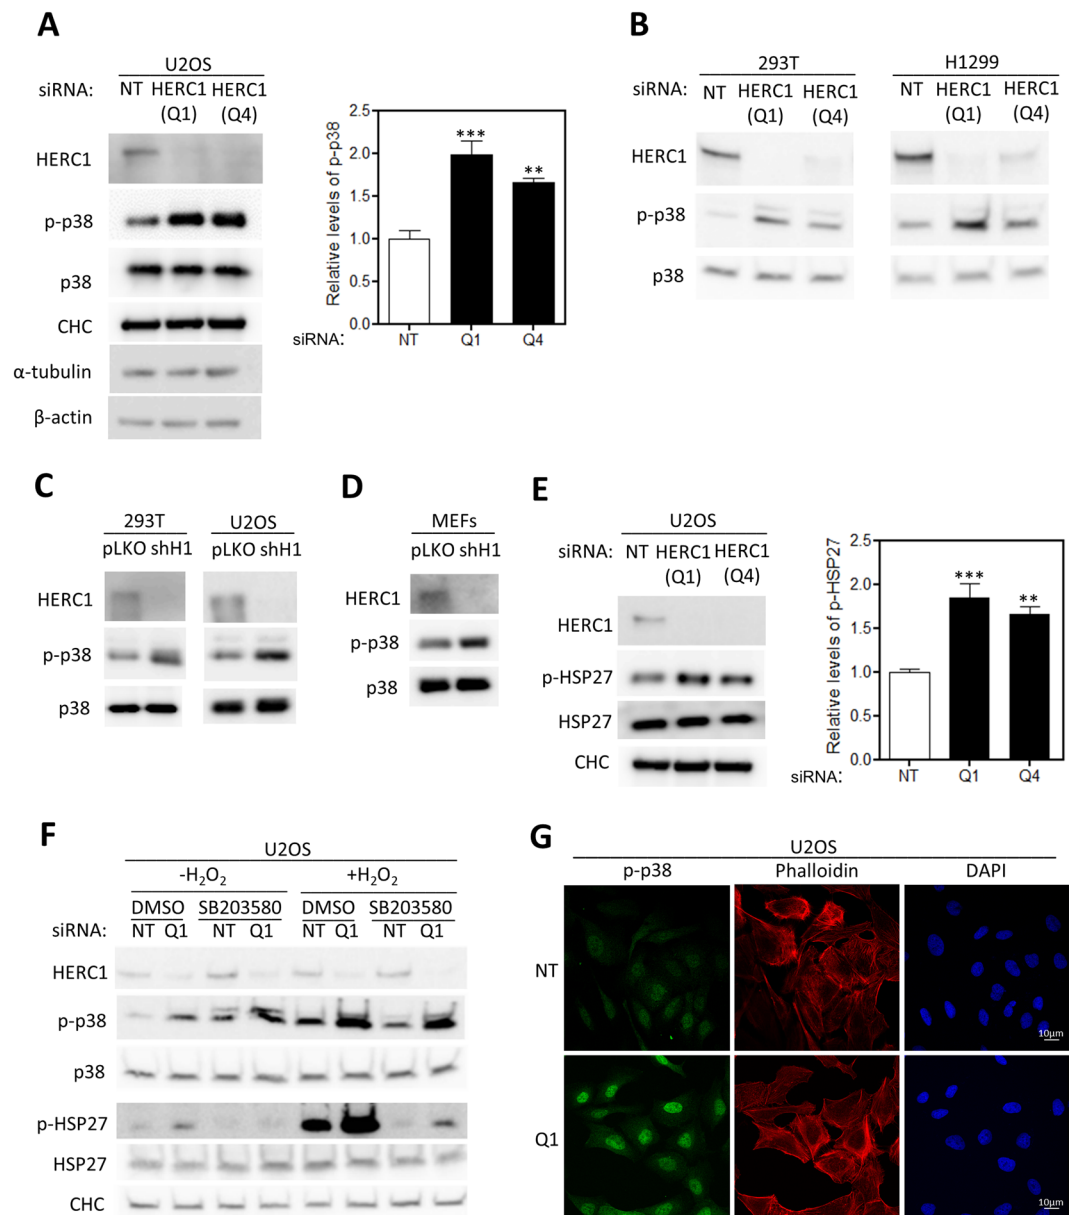 A
U2OS
siRNA: NT HERC1 (Q1) HERC1 (Q4)
HERC1
p-p38
p38
CHC
α-tubulin
β-actin
Relative levels of p-p38
2.5
2.0
1.5
1.0
0.5
0.0
*** **
siRNA: NT Q1 Q4
B
293T H1299
siRNA: NT HERC1 (Q1) HERC1 (Q4) NT HERC1 (Q1) HERC1 (Q4)
HERC1
p-p38
p38
C
293T U2OS
pLKO shH1 pLKO shH1
HERC1
p-p38
p38
D
MEFs
pLKO shH1
HERC1
p-p38
p38
E
U2OS
siRNA: NT HERC1 (Q1) HERC1 (Q4)
HERC1
p-HSP27
HSP27
CHC
Relative levels of p-HSP27
2.5
2.0
1.5
1.0
0.5
0.0
*** **
siRNA: NT Q1 Q4
F
U2OS
-H₂O₂ +H₂O₂
DMSO SB203580 DMSO SB203580
siRNA: NT Q1 NT Q1 NT Q1 NT Q1
HERC1
p-p38
p38
p-HSP27
HSP27
CHC
G
U2OS
p-p38 Phalloidin DAPI
NT
10μm
Q1
10μm